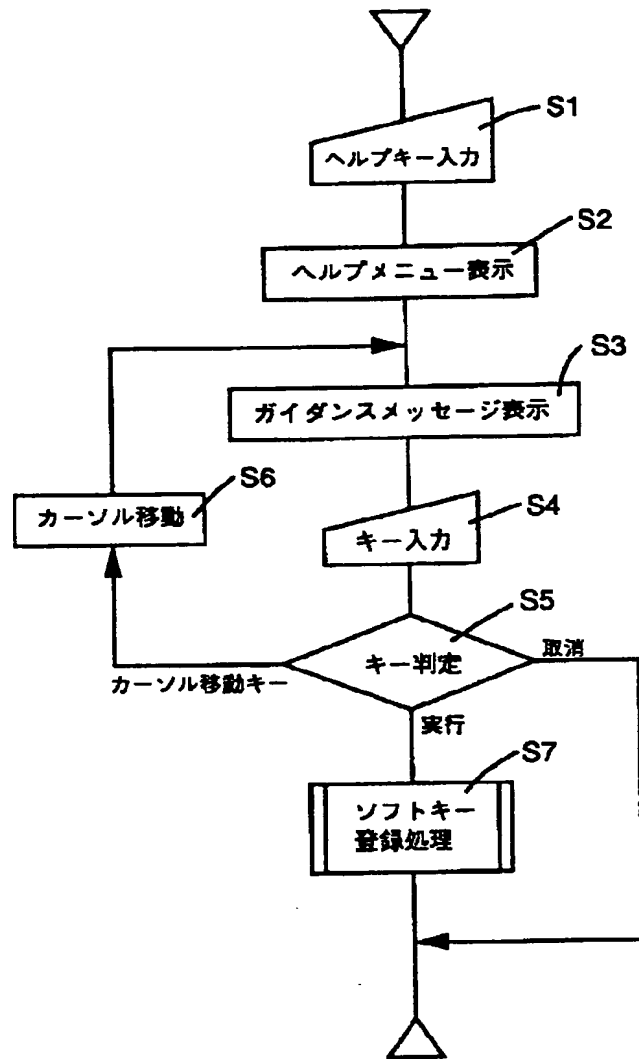 S1
ヘルプキー入力
S2
ヘルプメニュー表示
S3
ガイダンスメッセージ表示
S6
カーソル移動
S4
キー入力
S5
キー判定
取消
カーソル移動キー
実行
S7
ソフトキー
登録処理